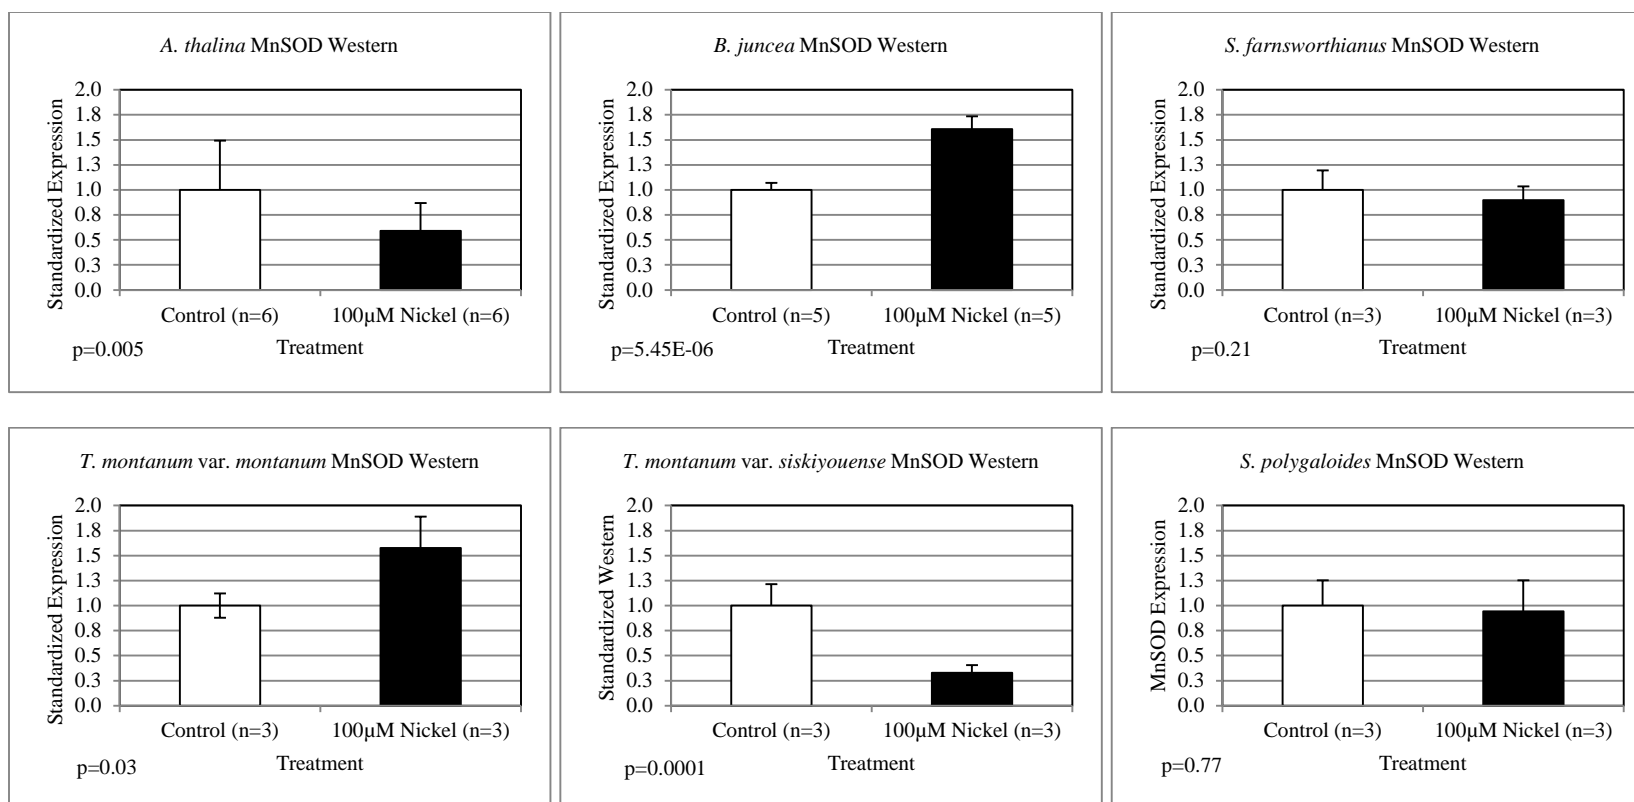 A. thalina MnSOD Western
Standardized Expression
2.0
1.8
1.5
1.3
1.0
0.8
0.5
0.3
0.0
Control (n=6) 100µM Nickel (n=6)
Treatment
p=0.005
B. juncea MnSOD Western
Standardized Expression
2.0
1.8
1.5
1.3
1.0
0.8
0.5
0.3
0.0
Control (n=5) 100µM Nickel (n=5)
Treatment
p=5.45E-06
S. farnsworthianus MnSOD Western
Standardized Expression
2.0
1.8
1.5
1.3
1.0
0.8
0.5
0.3
0.0
Control (n=3) 100µM Nickel (n=3)
Treatment
p=0.21
T. montanum var. montanum MnSOD Western
Standardized Expression
2.0
1.8
1.5
1.3
1.0
0.8
0.5
0.3
0.0
Control (n=3) 100µM Nickel (n=3)
Treatment
p=0.03
T. montanum var. siskiyouense MnSOD Western
Standardized Western
2.0
1.8
1.5
1.3
1.0
0.8
0.5
0.3
0.0
Control (n=3) 100µM Nickel (n=3)
Treatment
p=0.0001
S. polygaloides MnSOD Western
MnSOD Expression
2.0
1.8
1.5
1.3
1.0
0.8
0.5
0.3
0.0
Control (n=3) 100µM Nickel (n=3)
Treatment
p=0.77